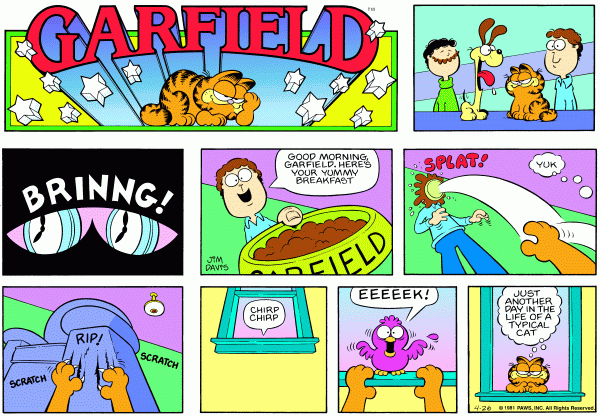 GARFIELD
TM
BRINNG!
GOOD MORNING,
GARFIELD. HERE'S
YOUR YUMMY
BREAKFAST
GARFIELD
JIM
DAVIS
SPLAT!
YUK
RIP!
SCRATCH
SCRATCH
CHIRP
CHIRP
EEEEEK!
JUST
ANOTHER
DAY IN THE
LIFE OF A
TYPICAL
CAT
4-26
© 1981 PAWS, INC. All Rights Reserved.